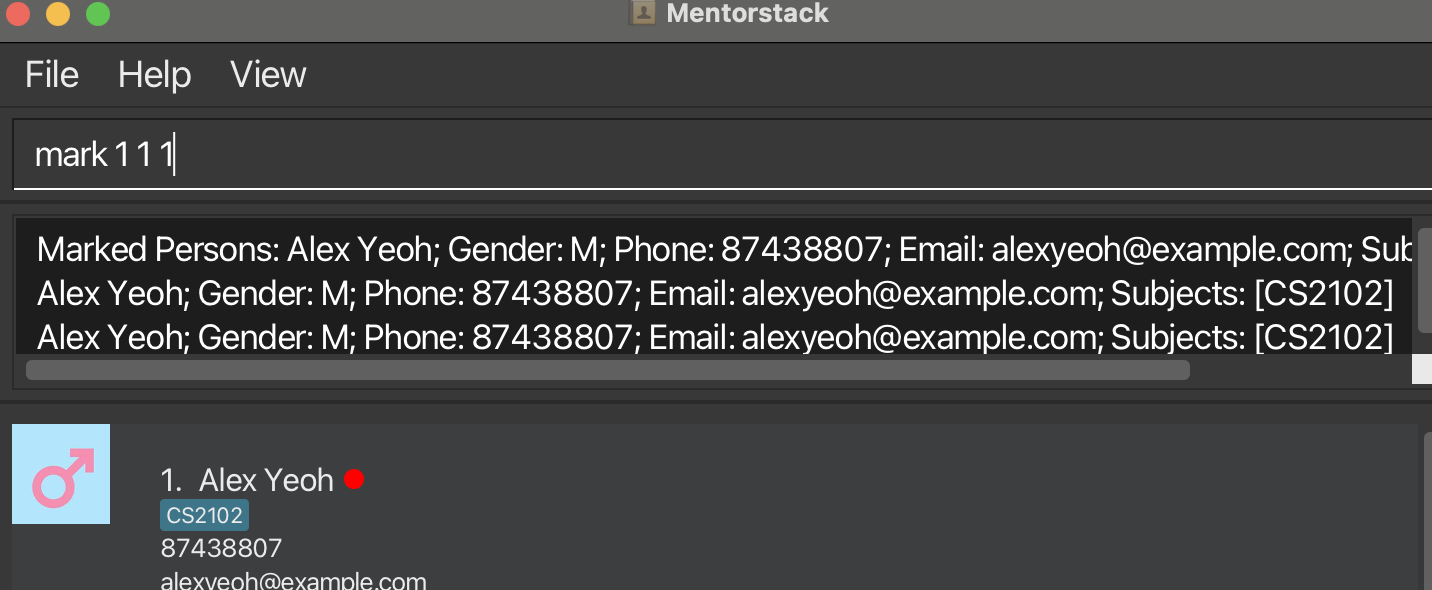 Mentorstack
File Help View
mark 1 1 1
Marked Persons: Alex Yeoh; Gender: M; Phone: 87438807; Email: alexyeoh@example.com; Sub
Alex Yeoh; Gender: M; Phone: 87438807; Email: alexyeoh@example.com; Subjects: [CS2102]
Alex Yeoh; Gender: M; Phone: 87438807; Email: alexyeoh@example.com; Subjects: [CS2102]
1. Alex Yeoh
CS2102
87438807
alexyeoh@example.com